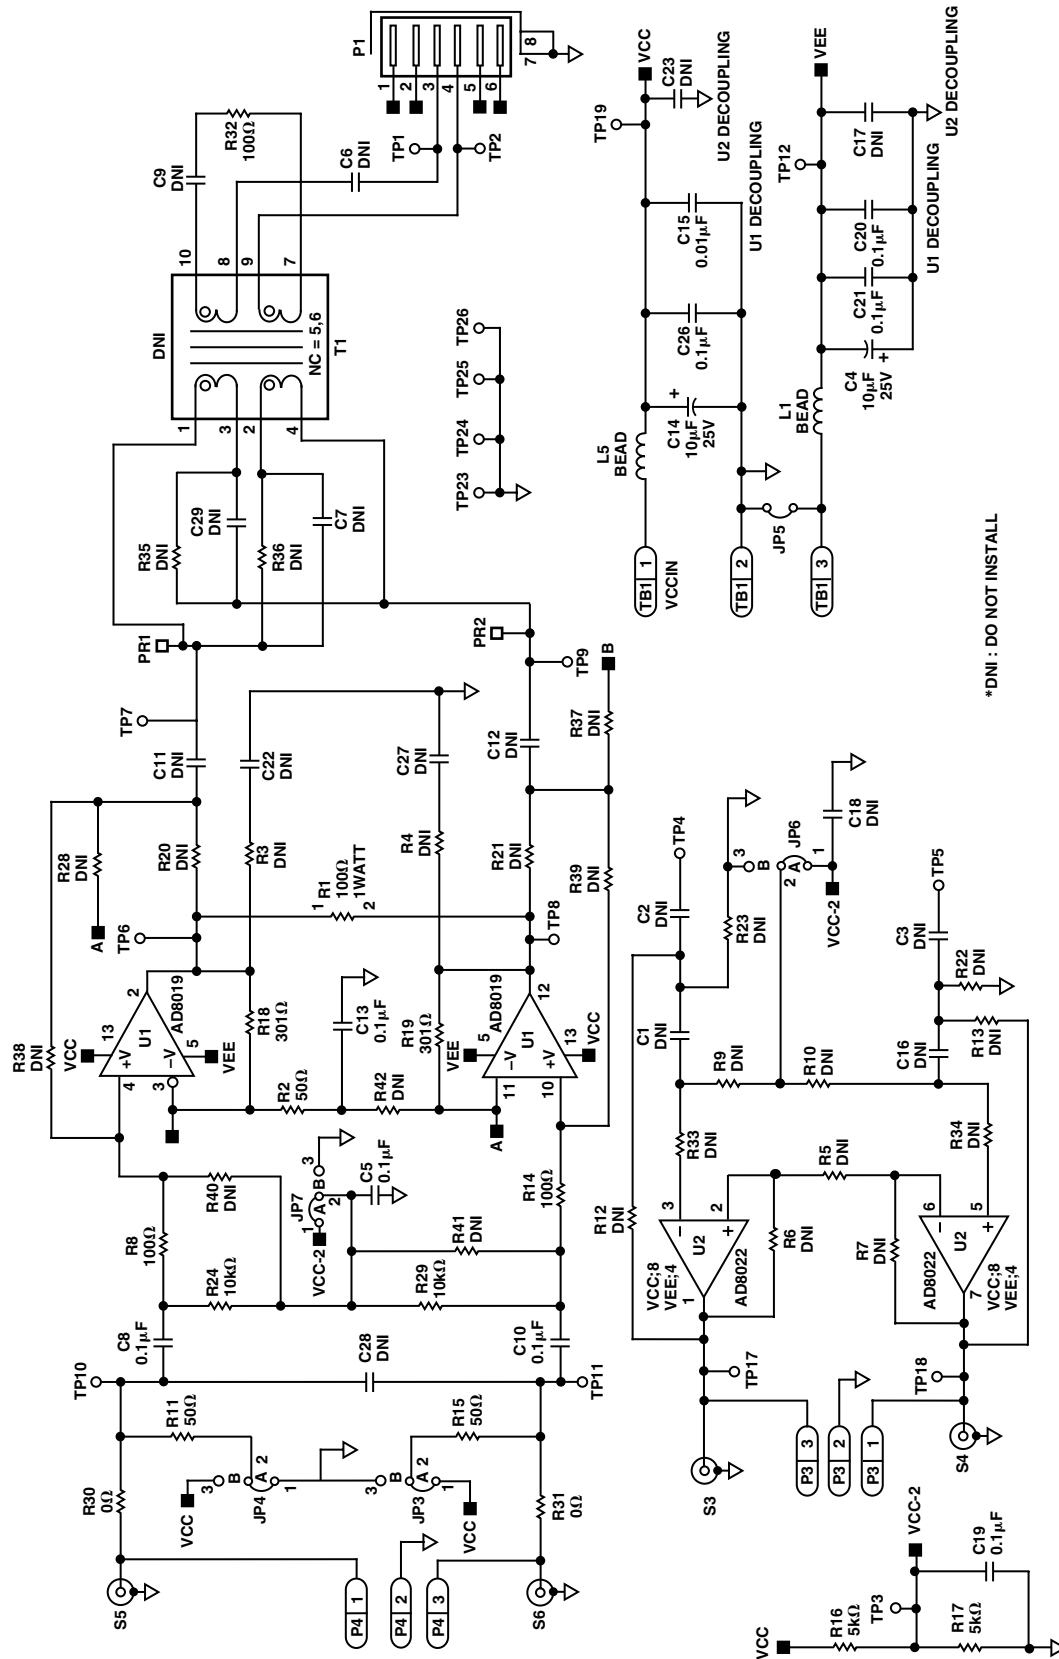 S5
R30
0Ω
R11
50Ω
TP10
VCC
3
B
A
2
1
JP4
P4 1
P4 2
P4 3
3
B
A
2
1
JP3
VCC
R15
50Ω
R31
0Ω
S6
TP11
C28
DNI
C8
0.1µF
C10
0.1µF
R8
100Ω
R24
10kΩ
R40
DNI
R29
10kΩ
R41
DNI
R14
100Ω
VCC-2
1
A
B
3
JP7
2
C5
0.1µF
R38
DNI
VCC
4
13
+V
U1
2
AD8019
3
−V
5
VEE
R2
50Ω
R42
DNI
R18
301Ω
C13
0.1µF
R19
301Ω
VEE
A
11
5
−V
U1
AD8019
12
+V
10
13
VCC
A
R28
DNI
TP6
R20
DNI
C11
DNI
TP7
R3
DNI
C22
DNI
1
R1
100Ω
1WATT
2
R4
DNI
C27
DNI
R21
DNI
C12
DNI
TP8
R39
DNI
R37
DNI
B
TP9
PR2
PR1
R35
DNI
C29
DNI
R36
DNI
C7
DNI
DNI
1
3
2
4
T1
NC = 5,6
10
8
9
7
C9
DNI
R32
100Ω
C6
DNI
TP1
TP2
P1
1
2
3
4
5
6
7
8
TP23
TP24
TP25
TP26
TB1 1
VCCIN
L5
BEAD
C14
10µF
25V
+
C26
0.1µF
C15
0.01µF
U1 DECOUPLING
TP19
VCC
C23
DNI
U2 DECOUPLING
TB1 2
JP5
TB1 3
L1
BEAD
C4
10µF
25V
+
C21
0.1µF
C20
0.1µF
U1 DECOUPLING
TP12
VEE
C17
DNI
U2 DECOUPLING
*DNI : DO NOT INSTALL
S3
TP17
P3 3
P3 2
P3 1
TP18
S4
R12
DNI
R33
DNI
VCC;8
VEE;4
1
3
−
U2
2
+
AD8022
R6
DNI
R5
DNI
R7
DNI
AD8022
6
−
U2
5
+
7
VCC;8
VEE;4
R34
DNI
C1
DNI
C2
DNI
TP4
R9
DNI
R10
DNI
R23
DNI
3
B
JP6
2
A
1
VCC-2
C18
DNI
C16
DNI
C3
DNI
TP5
R22
DNI
R13
DNI
VCC
R16
5kΩ
TP3
VCC-2
R17
5kΩ
C19
0.1µF